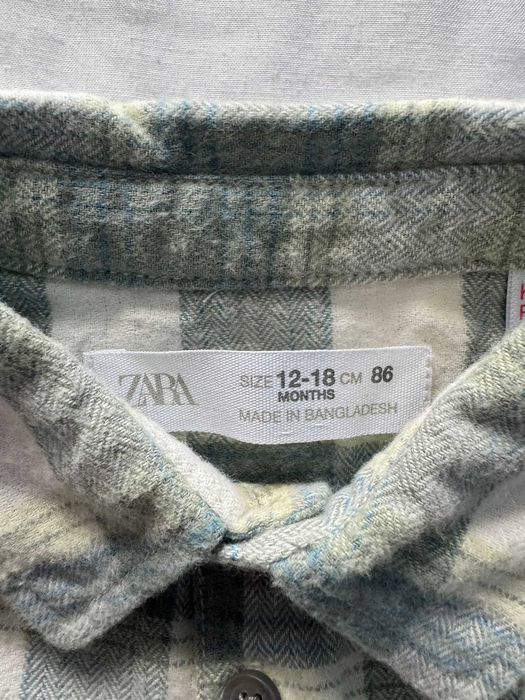 ZARA
SIZE 12-18 CM 86
MONTHS
MADE IN BANGLADESH